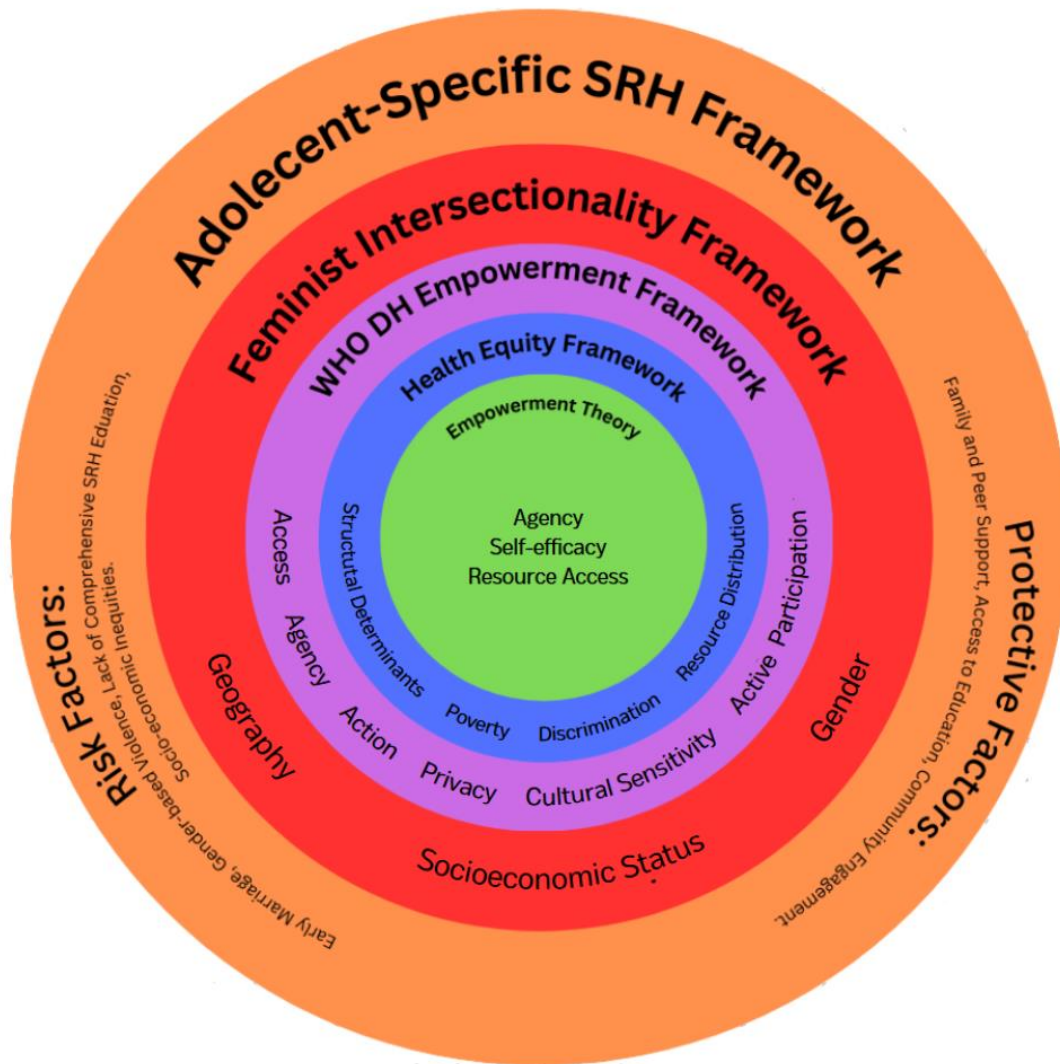 Adolecent-Specific SRH Framework
Feminist Intersectionality Framework
WHO DH Empowerment Framework
Health Equity Framework
Empowerment Theory
Agency
Self-efficacy
Resource Access
Structutal Determinants
Poverty
Discrimination
Resource Distribution
Access
Agency
Action
Privacy
Cultural Sensitivity
Active Participation
Geography
Socioeconomic Status
Gender
Risk Factors:
Early Marriage, Gender-based Violence, Lack of Comprehensive SRH Eduation,
Socio-economic Inequities.
Protective Factors:
Family and Peer Support, Access to Education, Community Engagement.